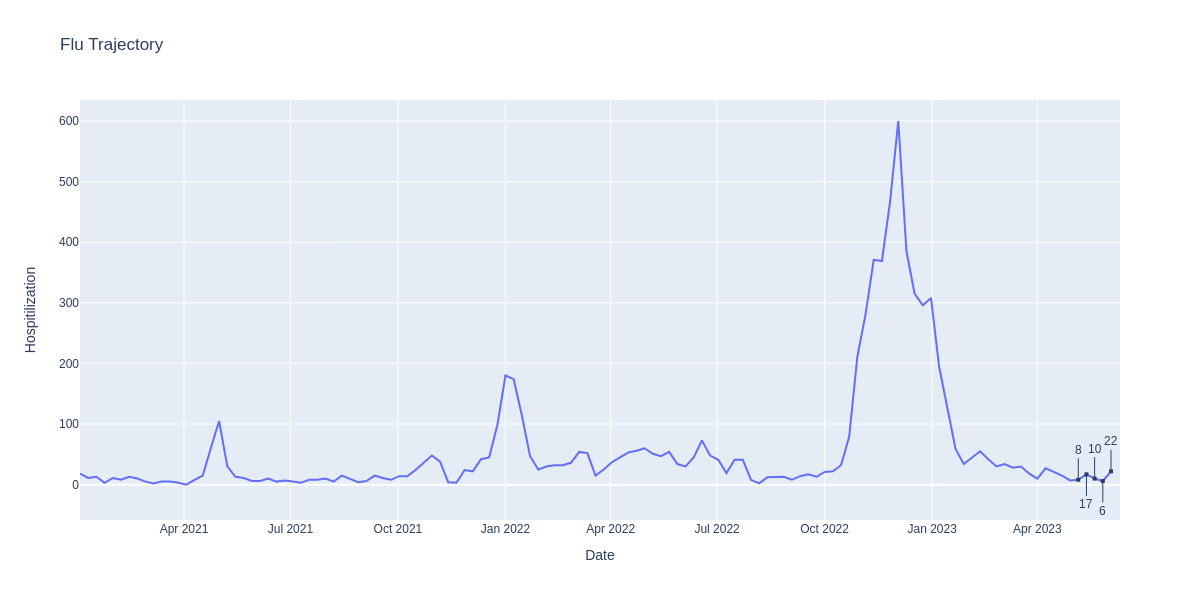 Flu Trajectory
Hospitilization
600
500
400
300
200
100
0
8
17
10
6
22
Apr 2021
Jul 2021
Oct 2021
Jan 2022
Apr 2022
Jul 2022
Oct 2022
Jan 2023
Apr 2023
Date